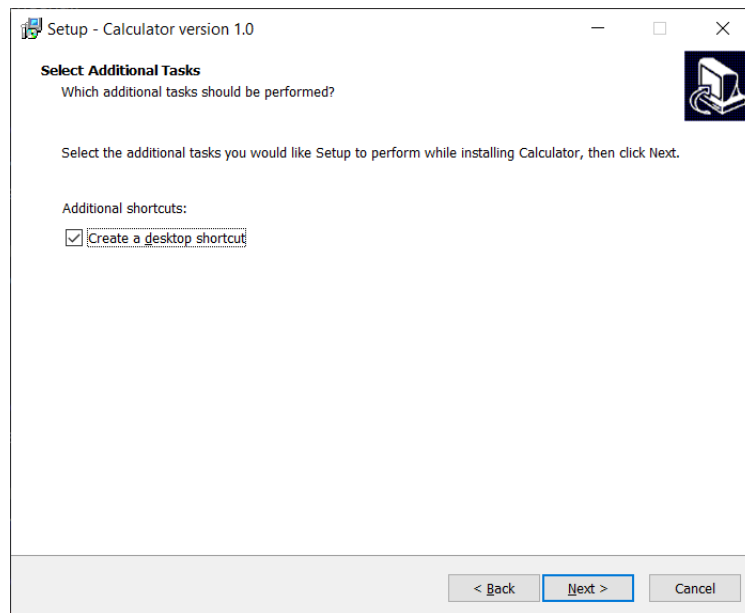 Setup - Calculator version 1.0
Select Additional Tasks
Which additional tasks should be performed?
Select the additional tasks you would like Setup to perform while installing Calculator, then click Next.
Additional shortcuts:
Create a desktop shortcut
< Back
Next >
Cancel